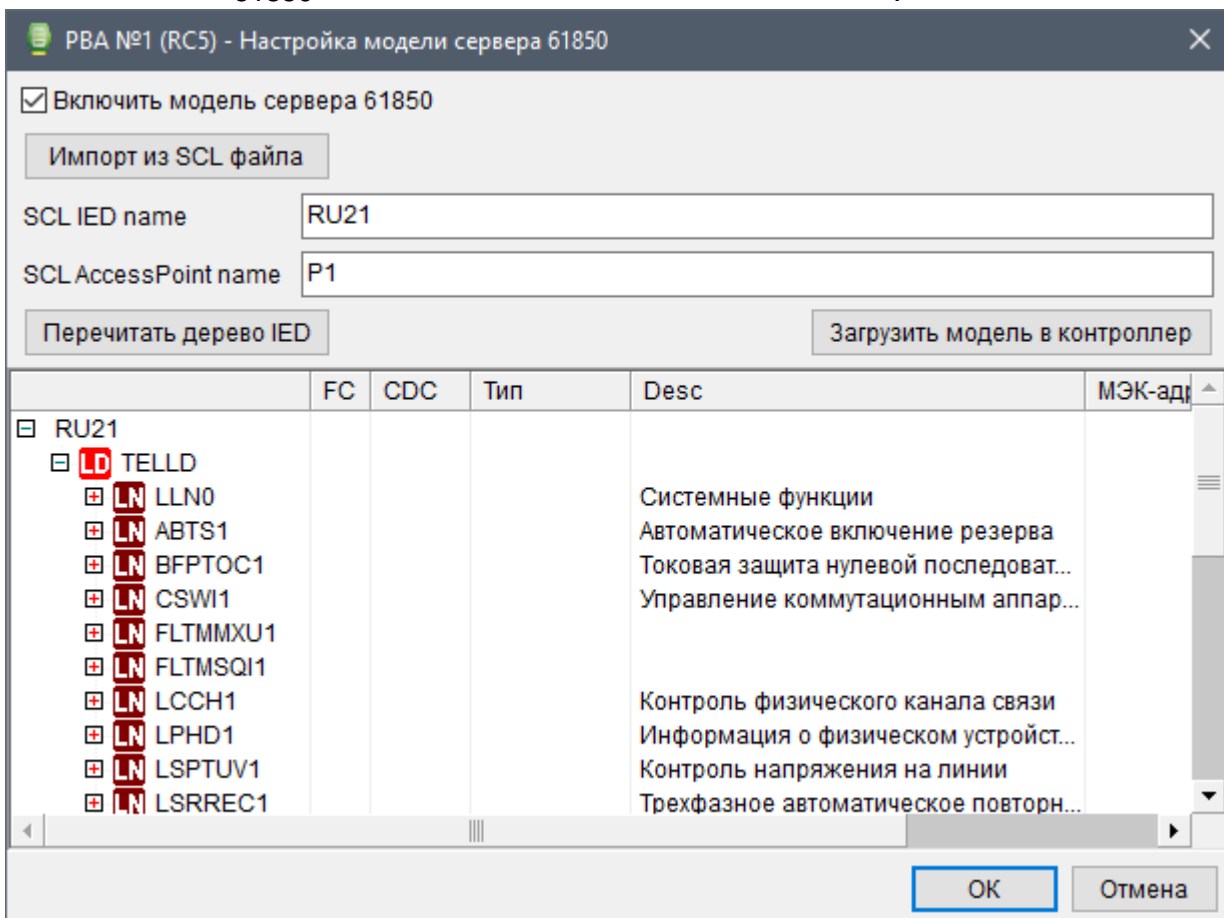 61850
РВА №1 (RC5) - Настройка модели сервера 61850
Включить модель сервера 61850
Импорт из SCL файла
SCL IED name RU21
SCL AccessPoint name P1
Перечитать дерево IED Загрузить модель в контроллер
FC CDC Тип Desc МЭК-адр
RU21
LD TELLD
LN LLN0 Системные функции
LN ABTS1 Автоматическое включение резерва
LN BFPTOC1 Токовая защита нулевой последоват...
LN CSWI1 Управление коммутационным аппар...
LN FLTMMXU1
LN FLTMSQI1
LN LCCH1 Контроль физического канала связи
LN LPHD1 Информация о физическом устройст...
LN LSPTUV1 Контроль напряжения на линии
LN LSRREC1 Трехфазное автоматическое повторн...
ОК Отмена